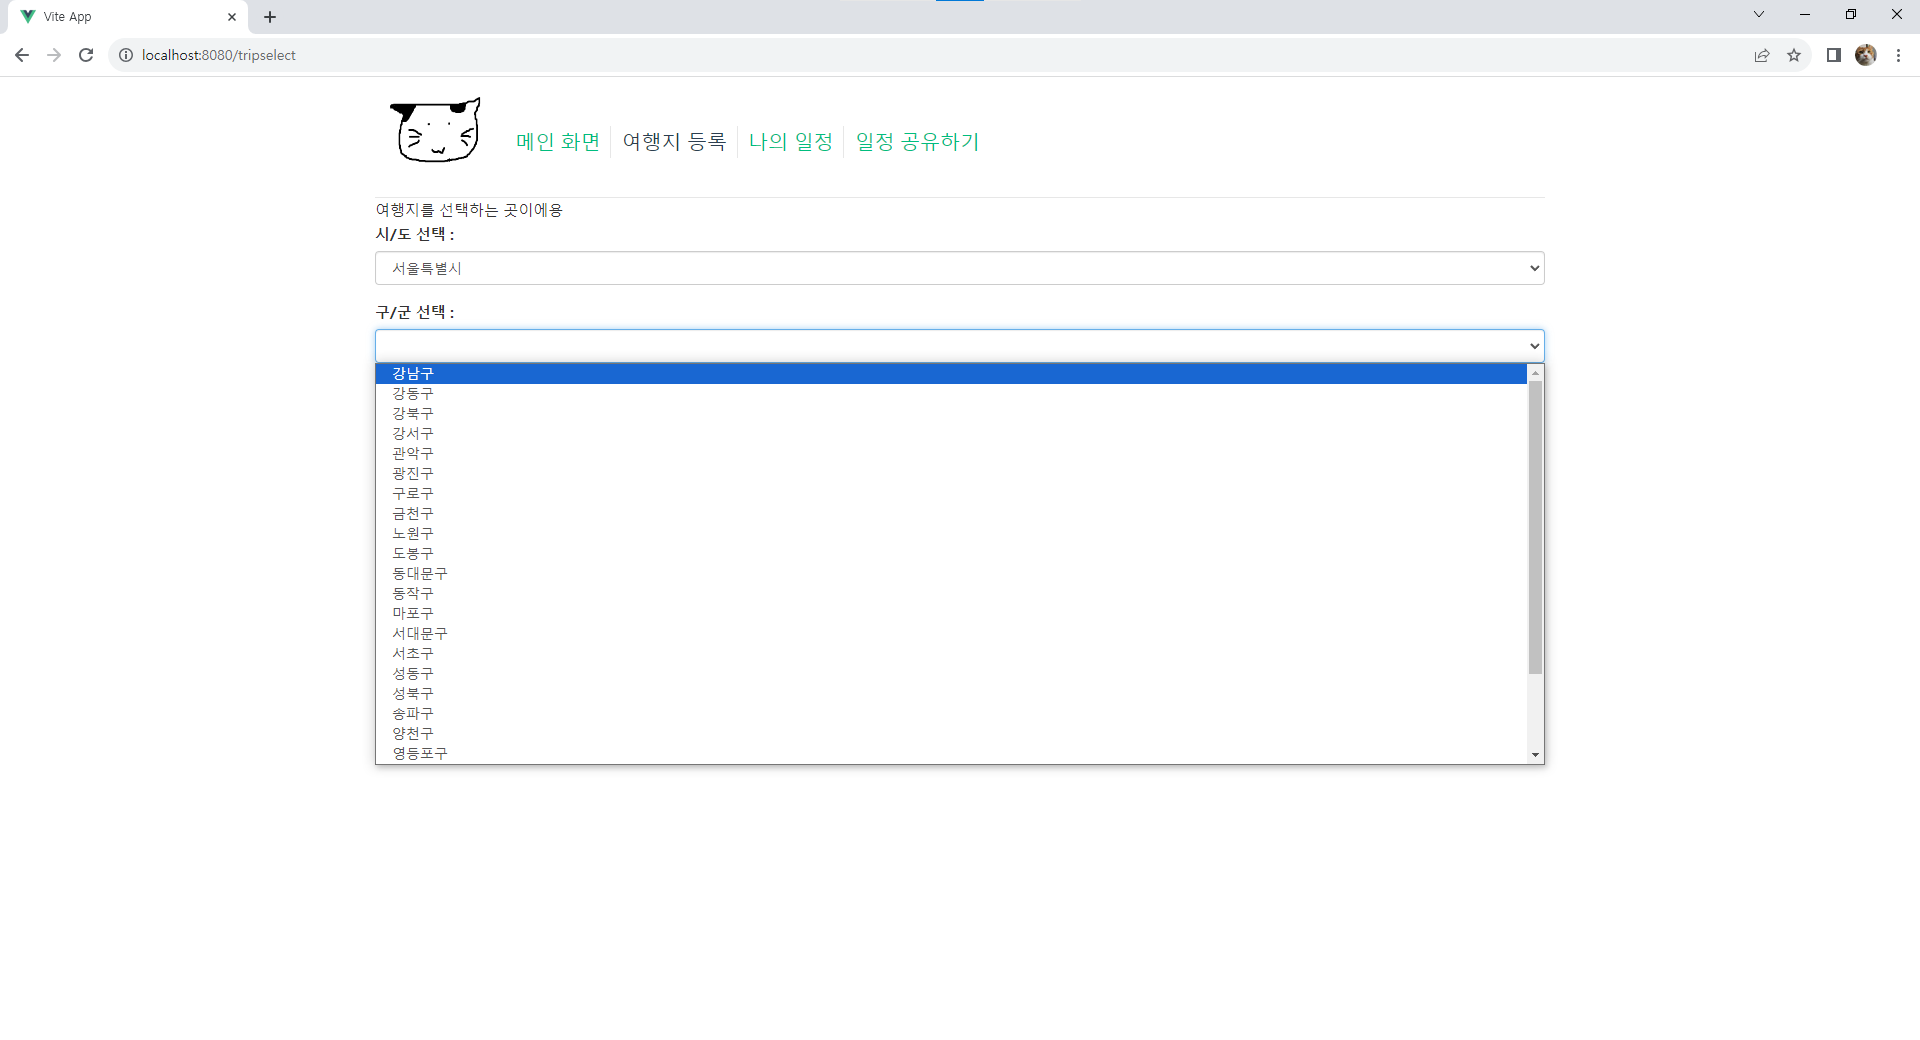 Vite App
localhost:8080/tripselect
메인 화면 여행지 등록 나의 일정 일정 공유하기
여행지를 선택하는 곳이에용
시/도 선택 :
서울특별시
구/군 선택 :
강남구
강동구
강북구
강서구
관악구
광진구
구로구
금천구
노원구
도봉구
동대문구
동작구
마포구
서대문구
서초구
성동구
성북구
송파구
양천구
영등포구